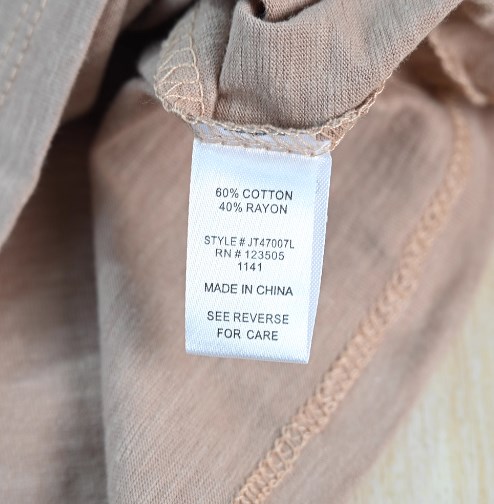 60% COTTON
40% RAYON
STYLE # JT47007L
RN # 123505
1141
MADE IN CHINA
SEE REVERSE
FOR CARE